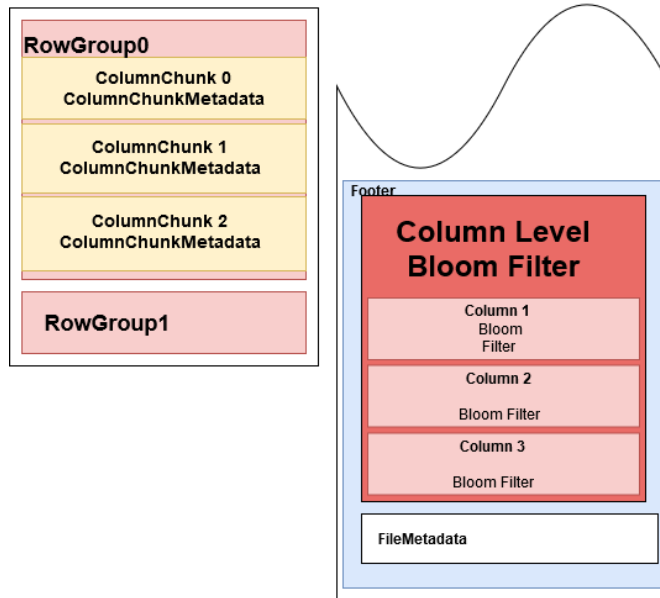 RowGroup0
ColumnChunk 0
ColumnChunkMetadata
ColumnChunk 1
ColumnChunkMetadata
ColumnChunk 2
ColumnChunkMetadata
RowGroup1
Footer
Column Level
Bloom Filter
Column 1
Bloom
Filter
Column 2
Bloom Filter
Column 3
Bloom Filter
FileMetadata